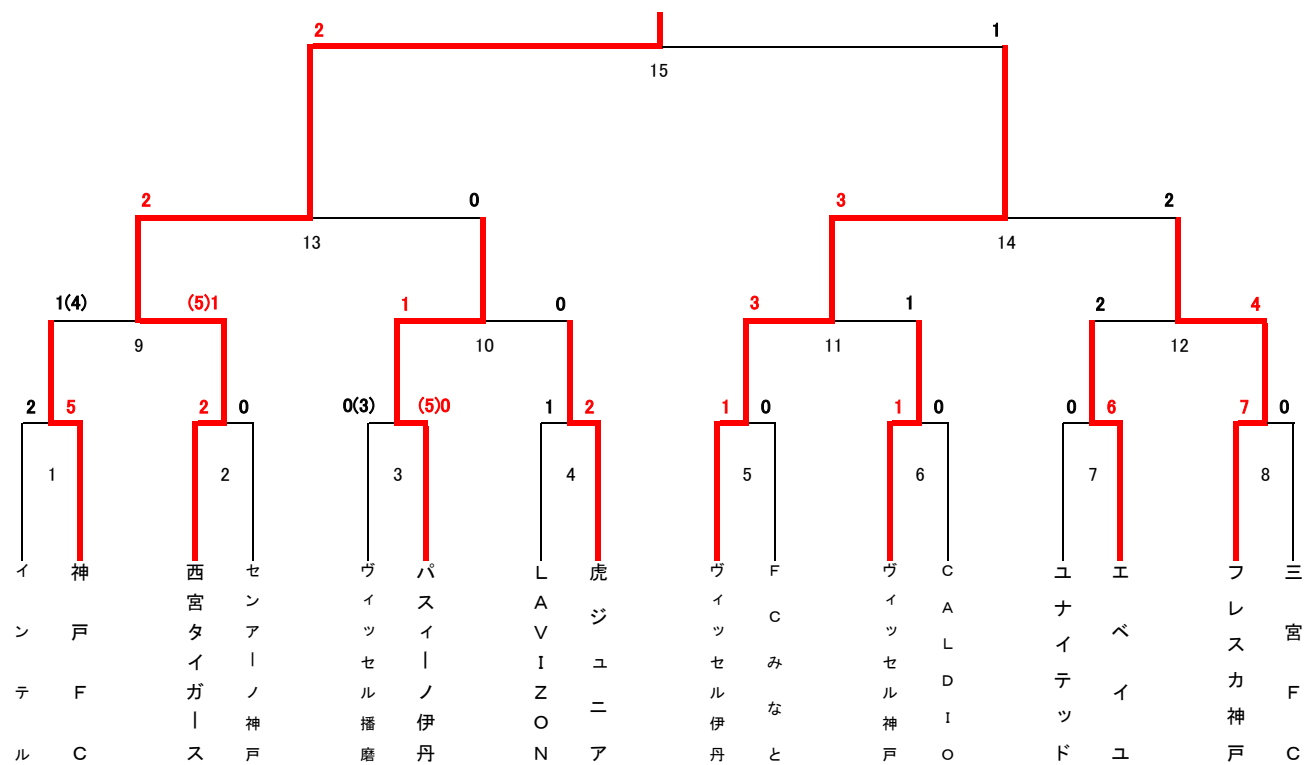 2
1
15
2
0
3
2
13
14
1(4)
(5)1
1
0
3
1
2
4
9
10
11
12
2
5
2
0
0(3)
(5)0
1
2
1
0
1
0
0
6
7
0
1
2
3
4
5
6
7
8
インテル
神戸FC
西宮タイガース
センアーノ神戸
ヴィッセル播磨
パスィーノ伊丹
LAVIZON
虎ジュニア
ヴィッセル伊丹
FCみなと
ヴィッセル神戸
CALDIO
ユナイテッド
エベイユ
フレスカ神戸
三宮FC